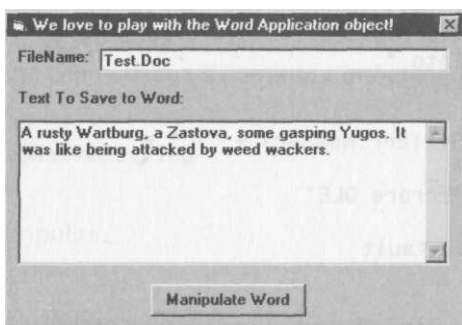 We love to play with the Word Application object!
FileName: Test.Doc
Text To Save to Word:
A rusty Wartburg, a Zastova, some gasping Yugos. It
was like being attacked by weed wackers.
Manipulate Word